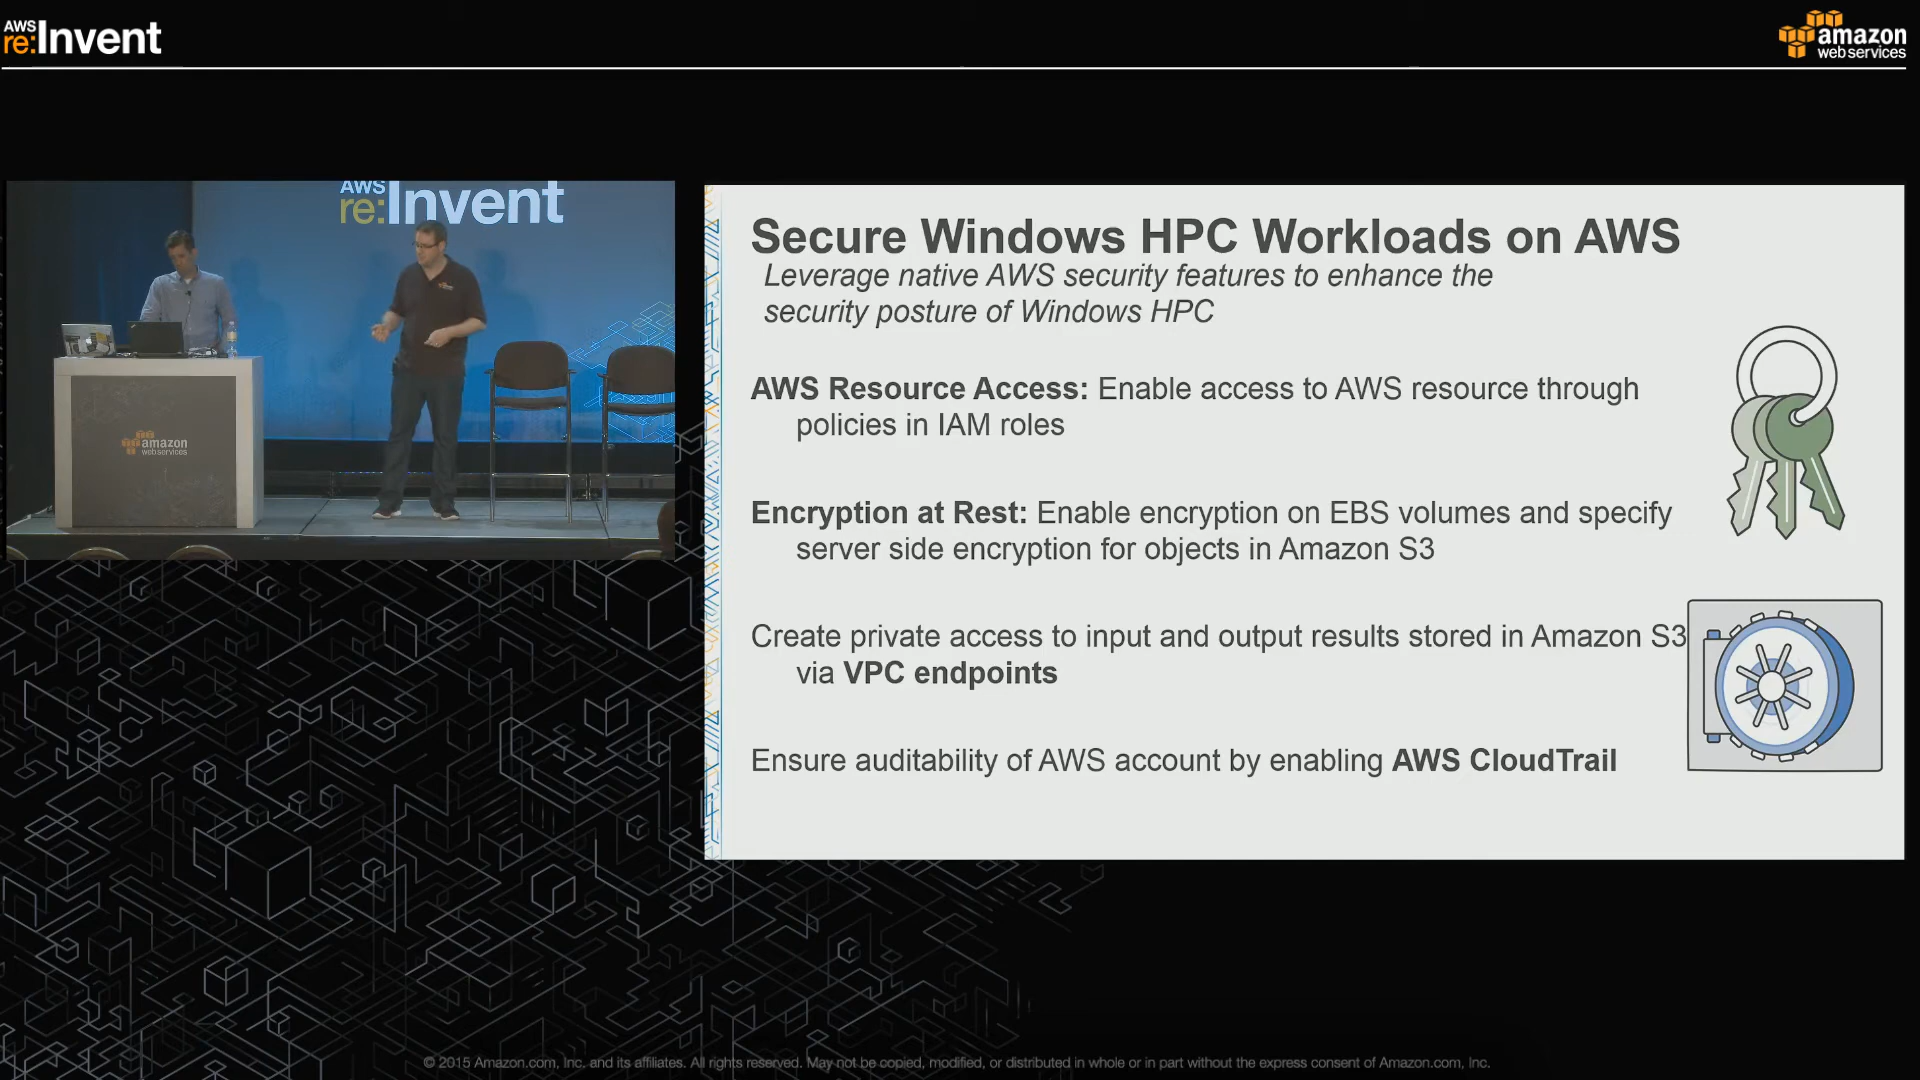 AWS
re:Invent
amazon
web services
AWS
re:Invent
amazon
web services
Secure Windows HPC Workloads on AWS
Leverage native AWS security features to enhance the
security posture of Windows HPC
AWS Resource Access: Enable access to AWS resource through
policies in IAM roles
Encryption at Rest: Enable encryption on EBS volumes and specify
server side encryption for objects in Amazon S3
Create private access to input and output results stored in Amazon S3
via VPC endpoints
Ensure auditability of AWS account by enabling AWS CloudTrail
© 2015 Amazon.com, Inc. and its affiliates. All rights reserved. May not be copied, modified, or distributed in whole or in part without the express consent of Amazon.com, Inc.